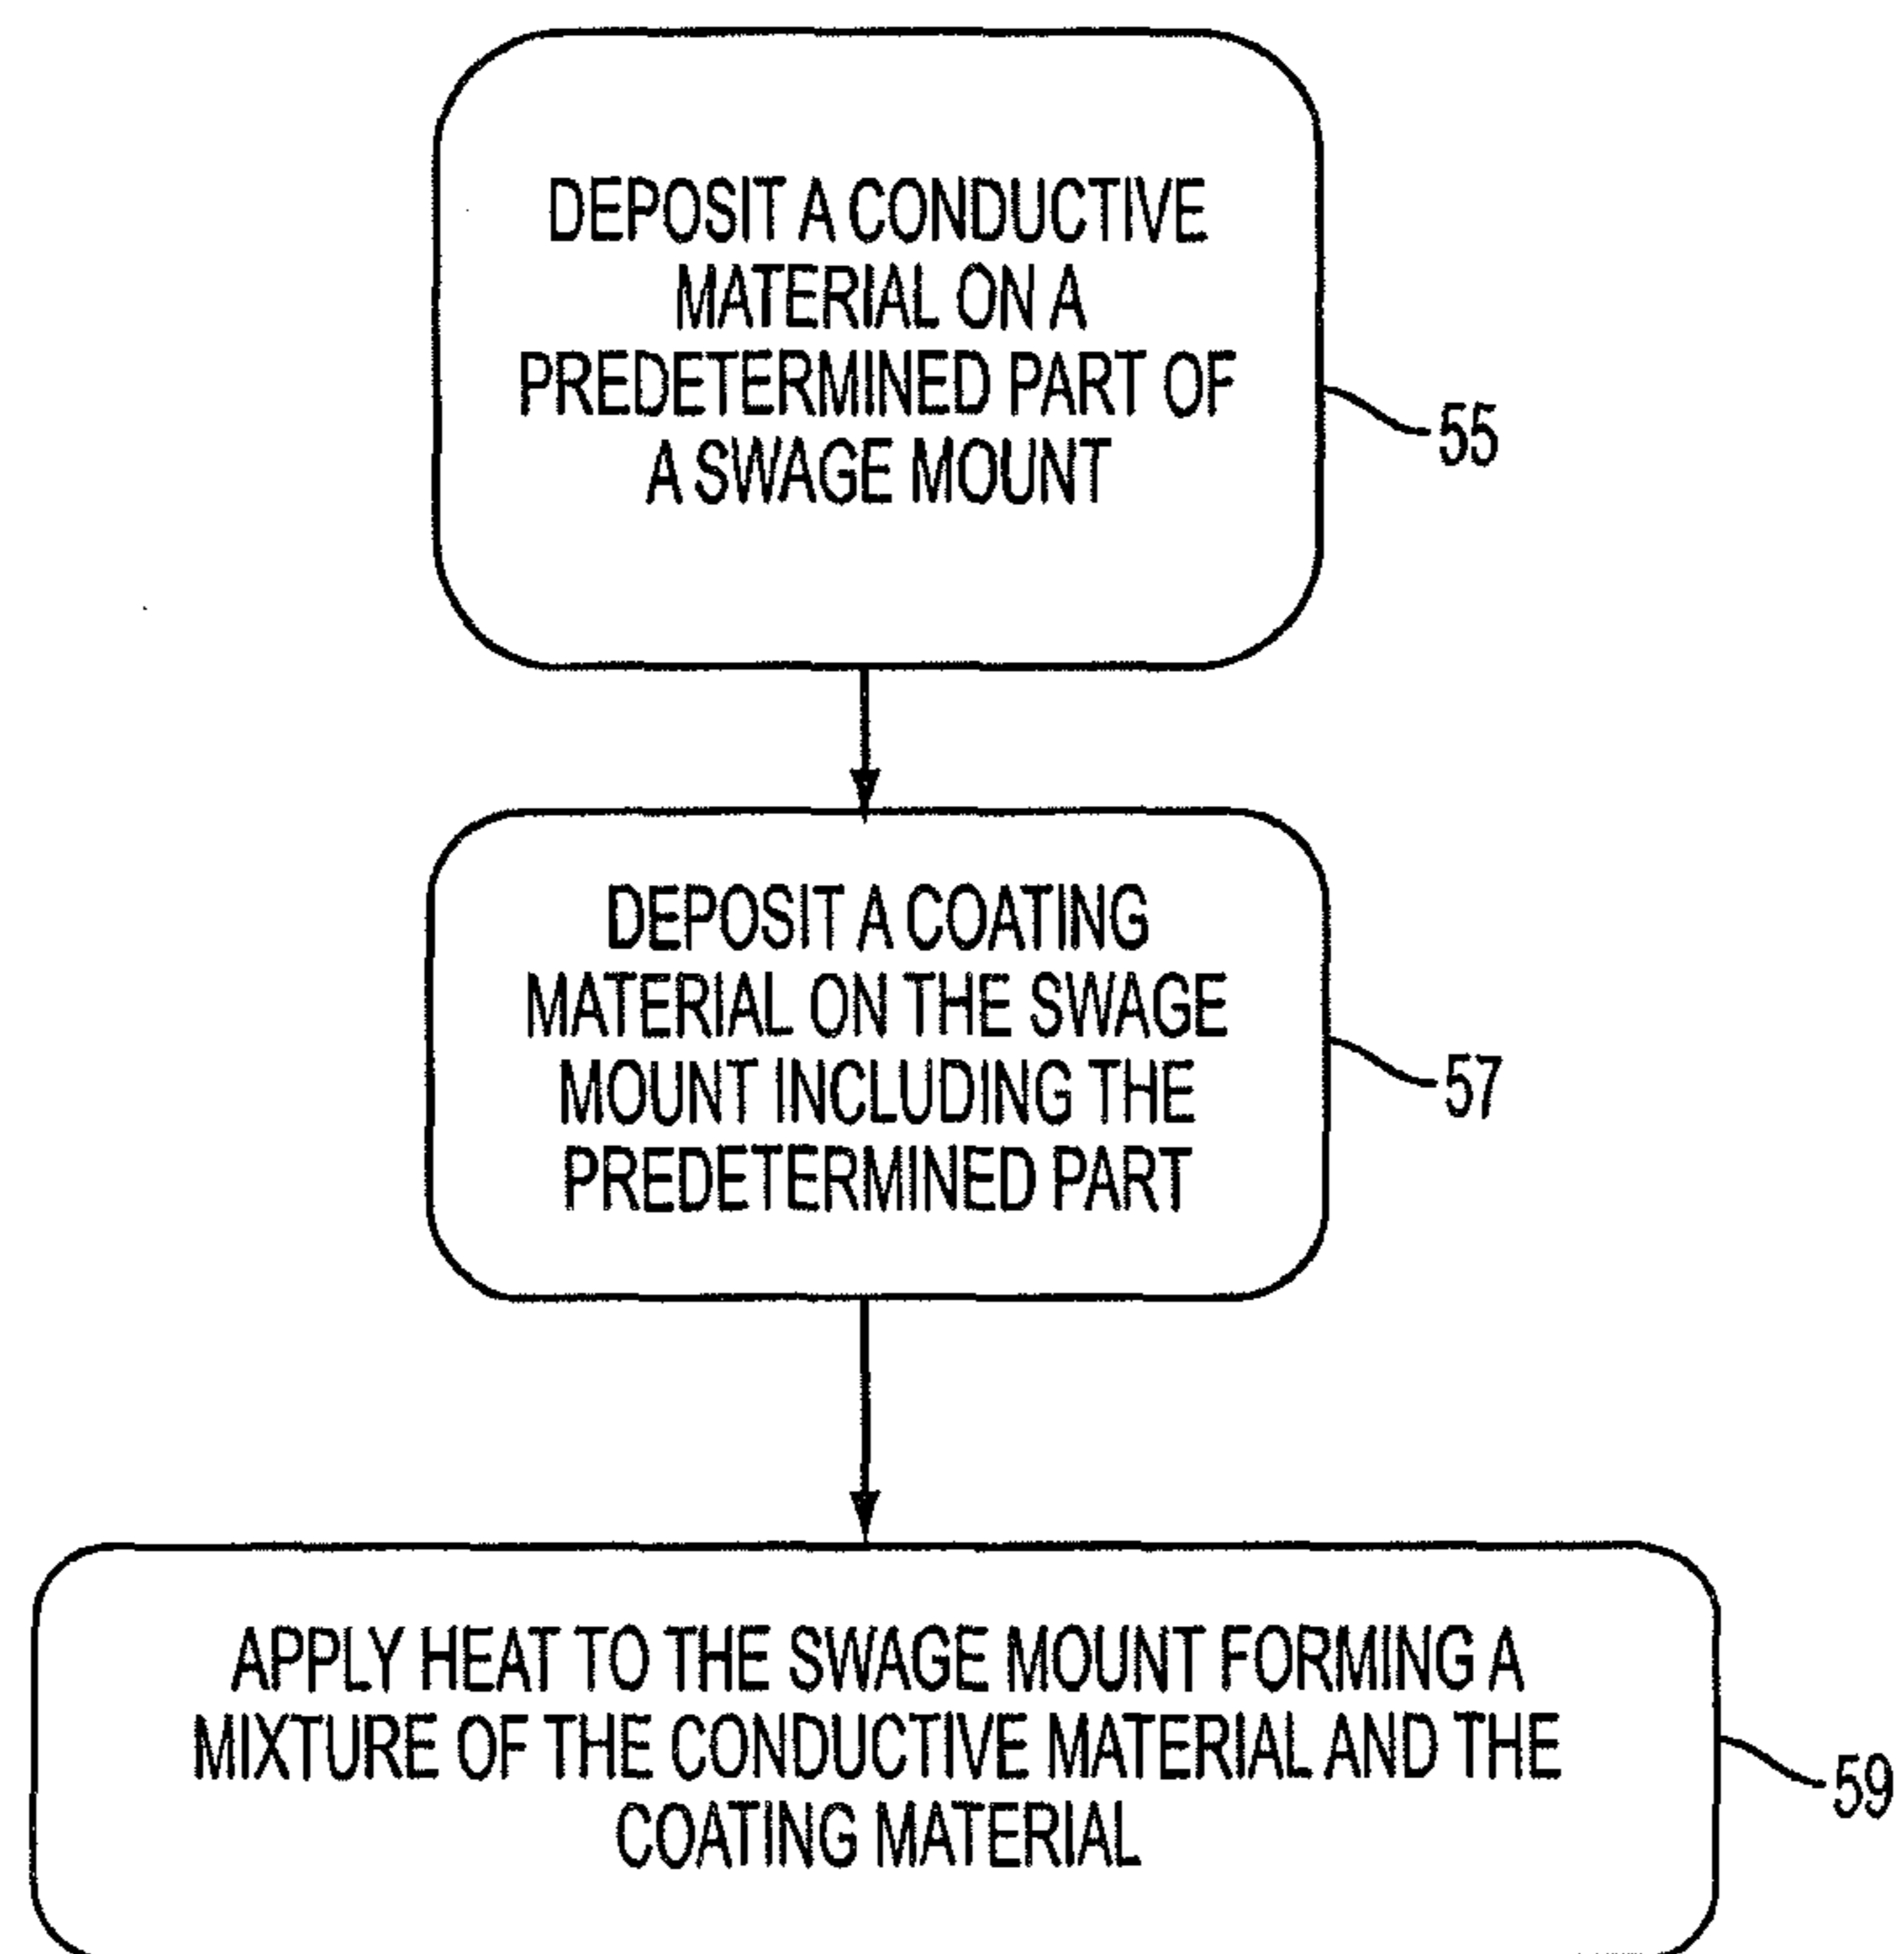 DEPOSIT A CONDUCTIVE
MATERIAL ON A
PREDETERMINED PART OF
A SWAGE MOUNT
55
DEPOSIT A COATING
MATERIAL ON THE SWAGE
MOUNT INCLUDING THE
PREDETERMINED PART
57
APPLY HEAT TO THE SWAGE MOUNT FORMING A
MIXTURE OF THE CONDUCTIVE MATERIAL AND THE
COATING MATERIAL
59